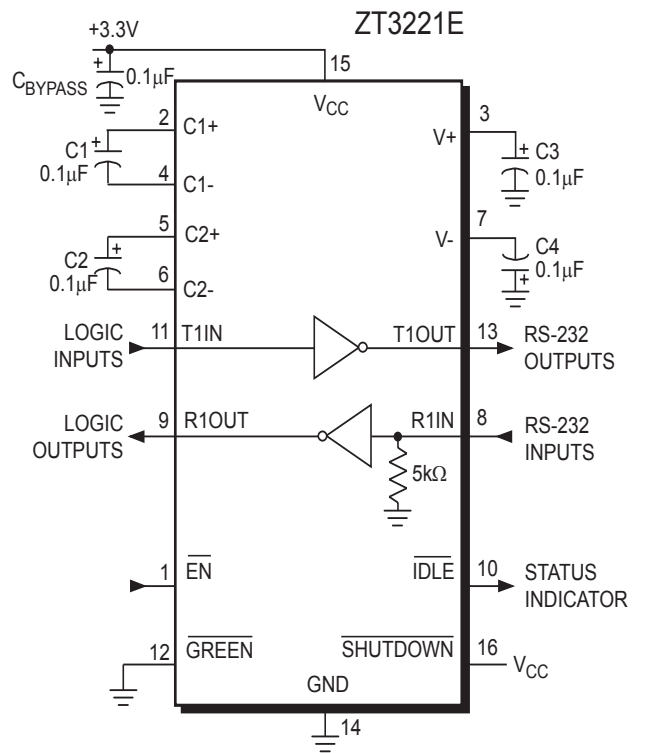 ZT3221E
+3.3V
15
VCC
+
CBYPASS
0.1μF
2
C1+
C1
+
0.1μF
4
C1-
5
C2+
C2
+
0.1μF
6
C2-
3
V+
+
C3
0.1μF
7
V-
C4
0.1μF
+
LOGIC
INPUTS
11
T1IN
T1OUT
13
RS-232
OUTPUTS
LOGIC
OUTPUTS
9
R1OUT
R1IN
8
RS-232
INPUTS
5kΩ
1
EN
IDLE
10
STATUS
INDICATOR
12
GREEN
SHUTDOWN
16
VCC
GND
14